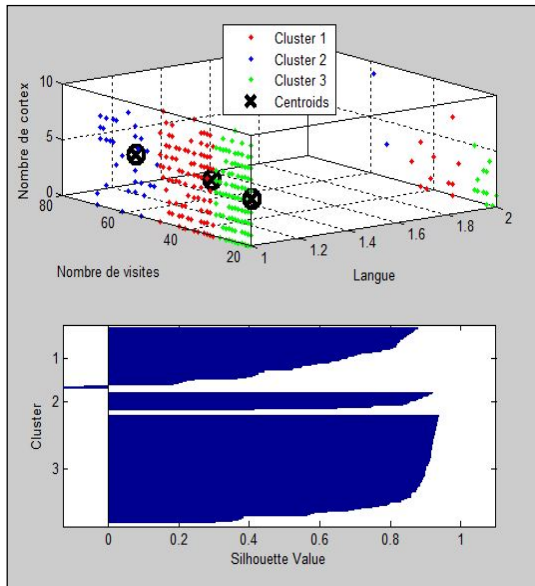 Cluster 1
Cluster 2
Cluster 3
Centroids
Nombre de cortex
10
5
0
80
60
40
20
Nombre de visites
1
1.2
1.4
1.6
1.8
2
Langue
Cluster
1
2
3
0
0.2
0.4
0.6
0.8
1
Silhouette Value